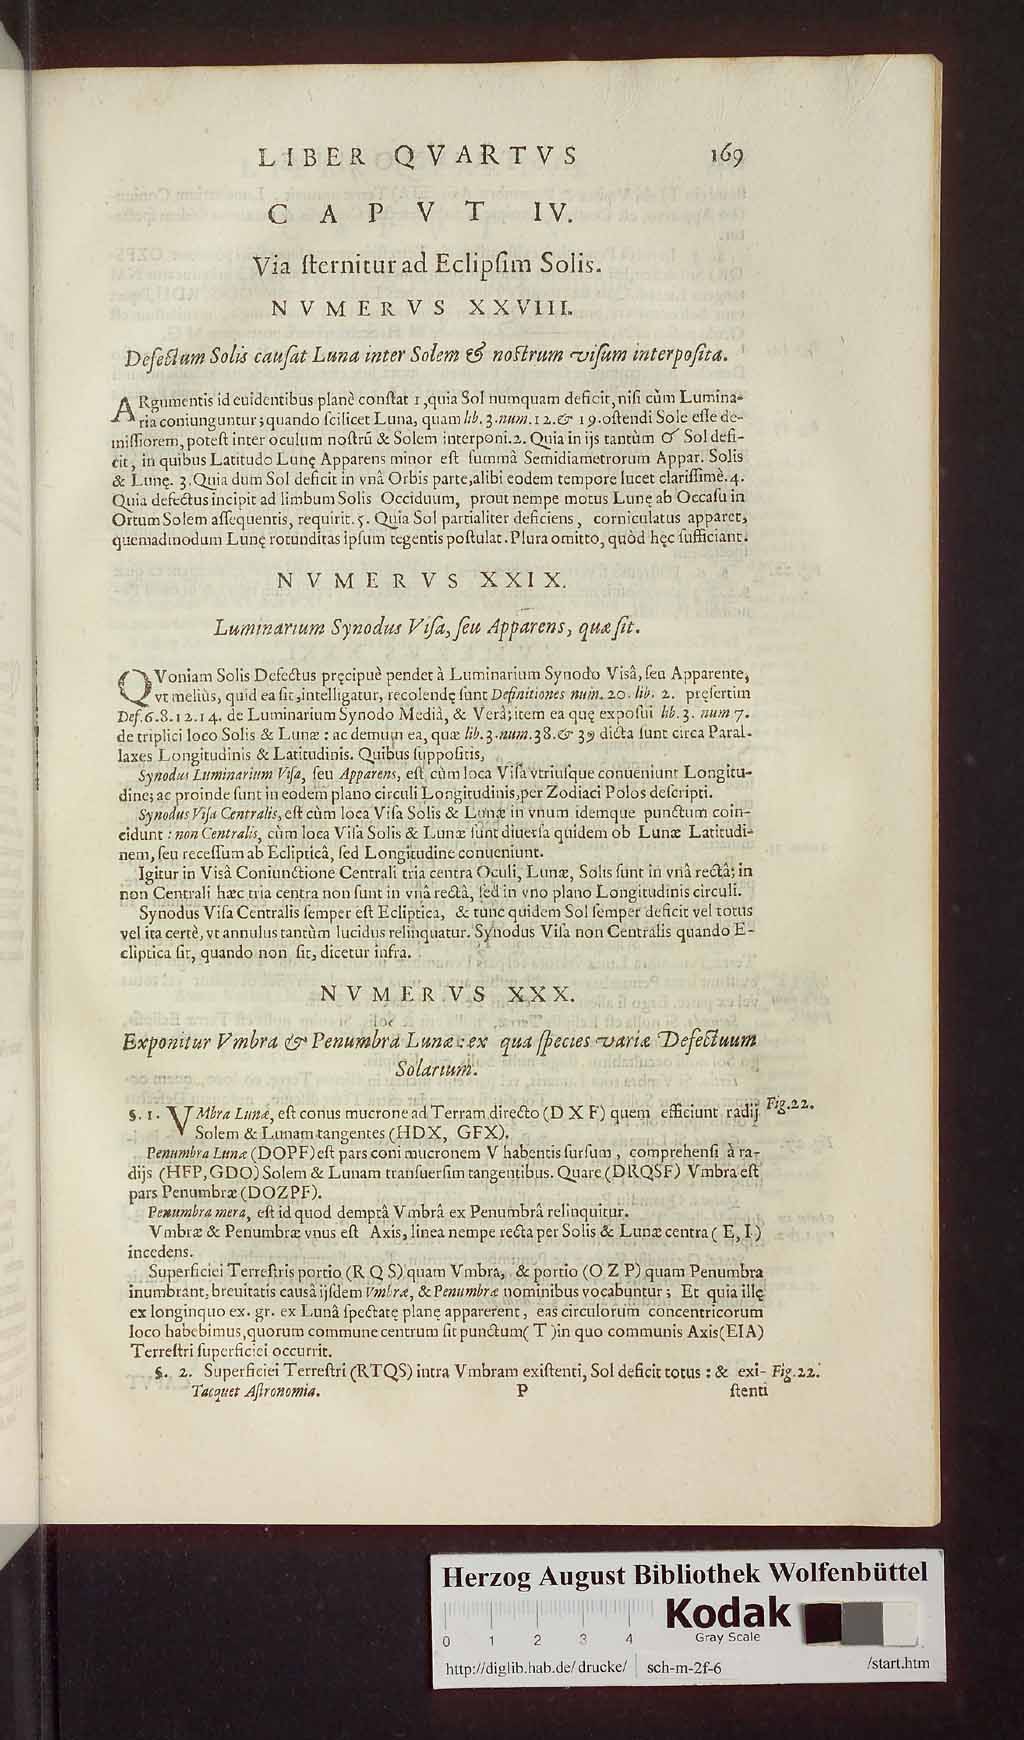 LIBER QVARTVS 169
CAPVT IV.
Via ſternitur ad Eclipſim Solis.
NVMERVS XXVIII.
Defectum Solis cauſat Luna inter Solem & noſtrum viſum interpoſita.
ARgumentis id euidentibus planè conſtat 1, quia Sol numquam deficit, niſi cùm Lumina-
ria coniunguntur; quando ſcilicet Luna, quam lib. 3. num. 12. & 19. oſtendi Sole eſſe de-
miſſiorem, poteſt inter oculum noſtrũ & Solem interponi. 2. Quia in ijs tantùm ☌ Sol defi-
cit, in quibus Latitudo Lunę Apparens minor eſt ſummâ Semidiametrorum Appar. Solis
& Lunę. 3. Quia dum Sol deficit in vnâ Orbis parte, alibi eodem tempore lucet clariſſimè. 4.
Quia defectus incipit ad limbum Solis Occiduum, prout nempe motus Lunę ab Occaſu in
Ortum Solem aſſequentis, requirit. 5. Quia Sol partialiter deficiens, corniculatus apparet,
quemadmodum Lunę rotunditas ipſum tegentis poſtulat. Plura omitto, quòd hęc ſufficiant.
NVMERVS XXIX.
Luminarium Synodus Viſa, ſeu Apparens, quæ ſit.
QVoniam Solis Defectus pręcipuè pendet à Luminarium Synodo Visâ, ſeu Apparente,
vt meliùs, quid ea ſit, intelligatur, recolendę ſunt Definitiones num. 20. lib. 2. pręſertim
Def. 6. 8. 12. 14. de Luminarium Synodo Mediâ, & Verâ; item ea quę expoſui lib. 3. num 7.
de triplici loco Solis & Lunæ: ac demum ea, quæ lib. 3. num. 38. & 39 dicta ſunt circa Paral-
laxes Longitudinis & Latitudinis. Quibus ſuppoſitis,
Synodus Luminarium Viſa, ſeu Apparens, eſt cùm loca Viſa vtriuſque conueniunt Longitu-
dine; ac proinde ſunt in eodem plano circuli Longitudinis, per Zodiaci Polos deſcripti.
Synodus Viſa Centralis, eſt cùm loca Viſa Solis & Lunæ in vnum idemque punctum coin-
cidunt: non Centralis, cùm loca Viſa Solis & Lunæ ſunt diuerſa quidem ob Lunæ Latitudi-
nem, ſeu receſſum ab Eclipticâ, ſed Longitudine conueniunt.
Igitur in Visâ Coniunctione Centrali tria centra Oculi, Lunæ, Solis ſunt in vnâ rectâ; in
non Centrali hæc tria centra non ſunt in vnâ rectâ, ſed in vno plano Longitudinis circuli.
Synodus Viſa Centralis ſemper eſt Ecliptica, & tunc quidem Sol ſemper deficit vel totus
vel ita certè, vt annulus tantùm lucidus relinquatur. Synodus Viſa non Centralis quando E-
cliptica ſit, quando non ſit, dicetur infra.
NVMERVS XXX.
Exponitur Vmbra & Penumbra Lunæ: ex qua ſpecies variæ Defectuum
Solarium.
§. 1. VMbra Lunæ, eſt conus mucrone ad Terram directo (D X F) quem efficiunt radij Fig. 22.
Solem & Lunam tangentes (HDX, GFX).
Penumbra Lunæ (DOPF) eſt pars coni mucronem V habentis ſurſum, comprehenſi à ra-
dijs (HFP, GDO) Solem & Lunam tranſuerſim tangentibus. Quare (DRQSF) Vmbra eſt
pars Penumbræ (DOZPF).
Penumbra mera, eſt id quod demptâ Vmbrâ ex Penumbrâ relinquitur.
Vmbræ & Penumbræ vnus eſt Axis, linea nempe recta per Solis & Lunæ centra (E, I)
incedens.
Superficiei Terreſtris portio (R Q S) quam Vmbra, & portio (O Z P) quam Penumbra
inumbrant, breuitatis causâ ijſdem Vmbræ, & Penumbræ nominibus vocabuntur; Et quia illę
ex longinquo ex. gr. ex Lunâ ſpectatę planę apparerent, eas circulorum concentricorum
loco habebimus, quorum commune centrum ſit punctum (T) in quo communis Axis (EIA)
Terreſtri ſuperficiei occurrit.
§. 2. Superficiei Terreſtri (RTQS) intra Vmbram exiſtenti, Sol deficit totus: & exi- Fig. 22.
Tacquet Aſtronomia. P ſtenti
Herzog August Bibliothek Wolfenbüttel
Kodak
Gray Scale
0 1 2 3 4
http://diglib.hab.de/drucke/ sch-m-2f-6 /start.htm